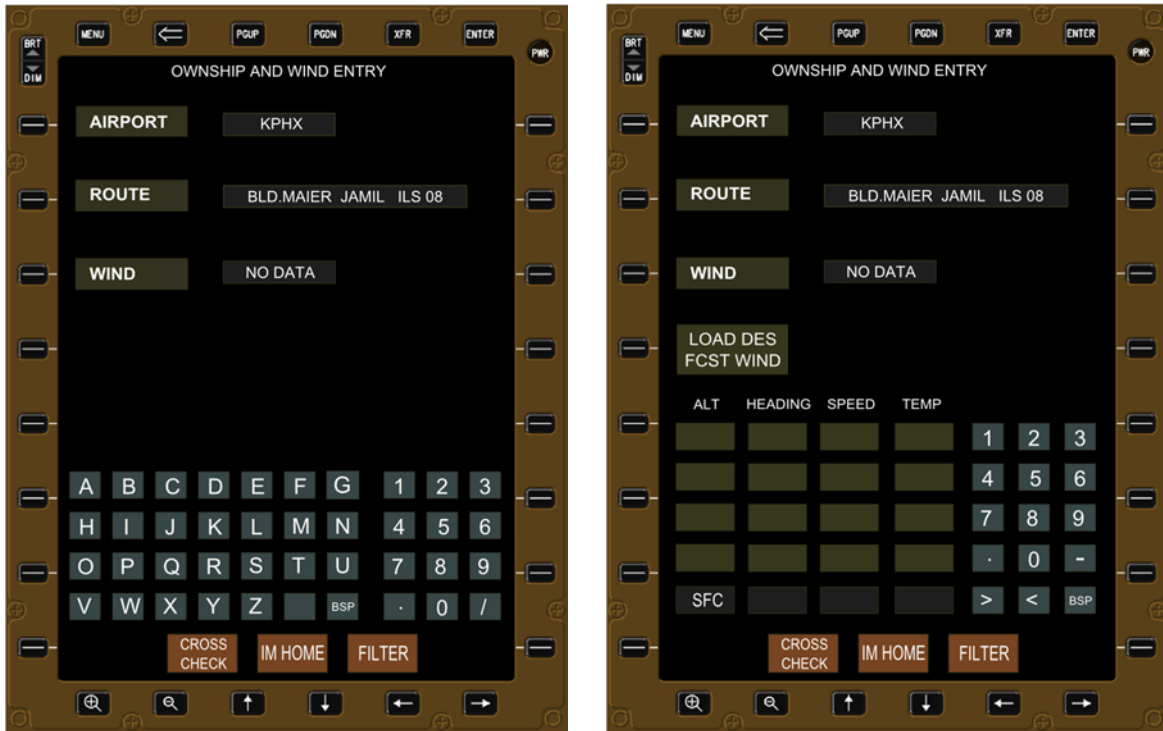 MENU PGUP PGDN XFR ENTER
BRT
DIM
PWR
OWNSHIP AND WIND ENTRY
AIRPORT KPHX
ROUTE BLD.MAIER JAMIL ILS 08
WIND NO DATA
A B C D E F G 1 2 3
H I J K L M N 4 5 6
O P Q R S T U 7 8 9
V W X Y Z BSP . 0 /
CROSS CHECK
IM HOME
FILTER
MENU PGUP PGDN XFR ENTER
BRT
DIM
PWR
OWNSHIP AND WIND ENTRY
AIRPORT KPHX
ROUTE BLD.MAIER JAMIL ILS 08
WIND NO DATA
LOAD DES
FCST WIND
ALT HEADING SPEED TEMP
1 2 3
4 5 6
7 8 9
. 0 -
SFC > < BSP
CROSS CHECK
IM HOME
FILTER